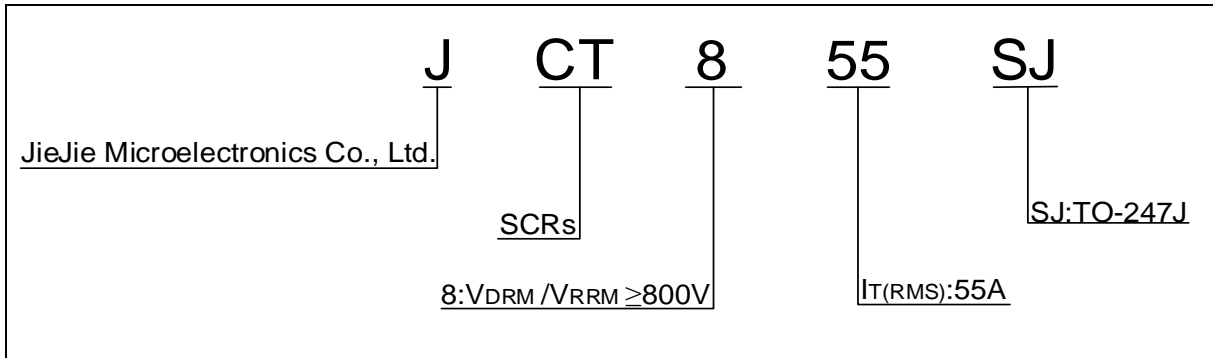 J CT 8 55 SJ
JieJie Microelectronics Co., Ltd.
SCRs
SJ:TO-247J
8:VDRM /VRRM ≥800V
IT(RMS):55A